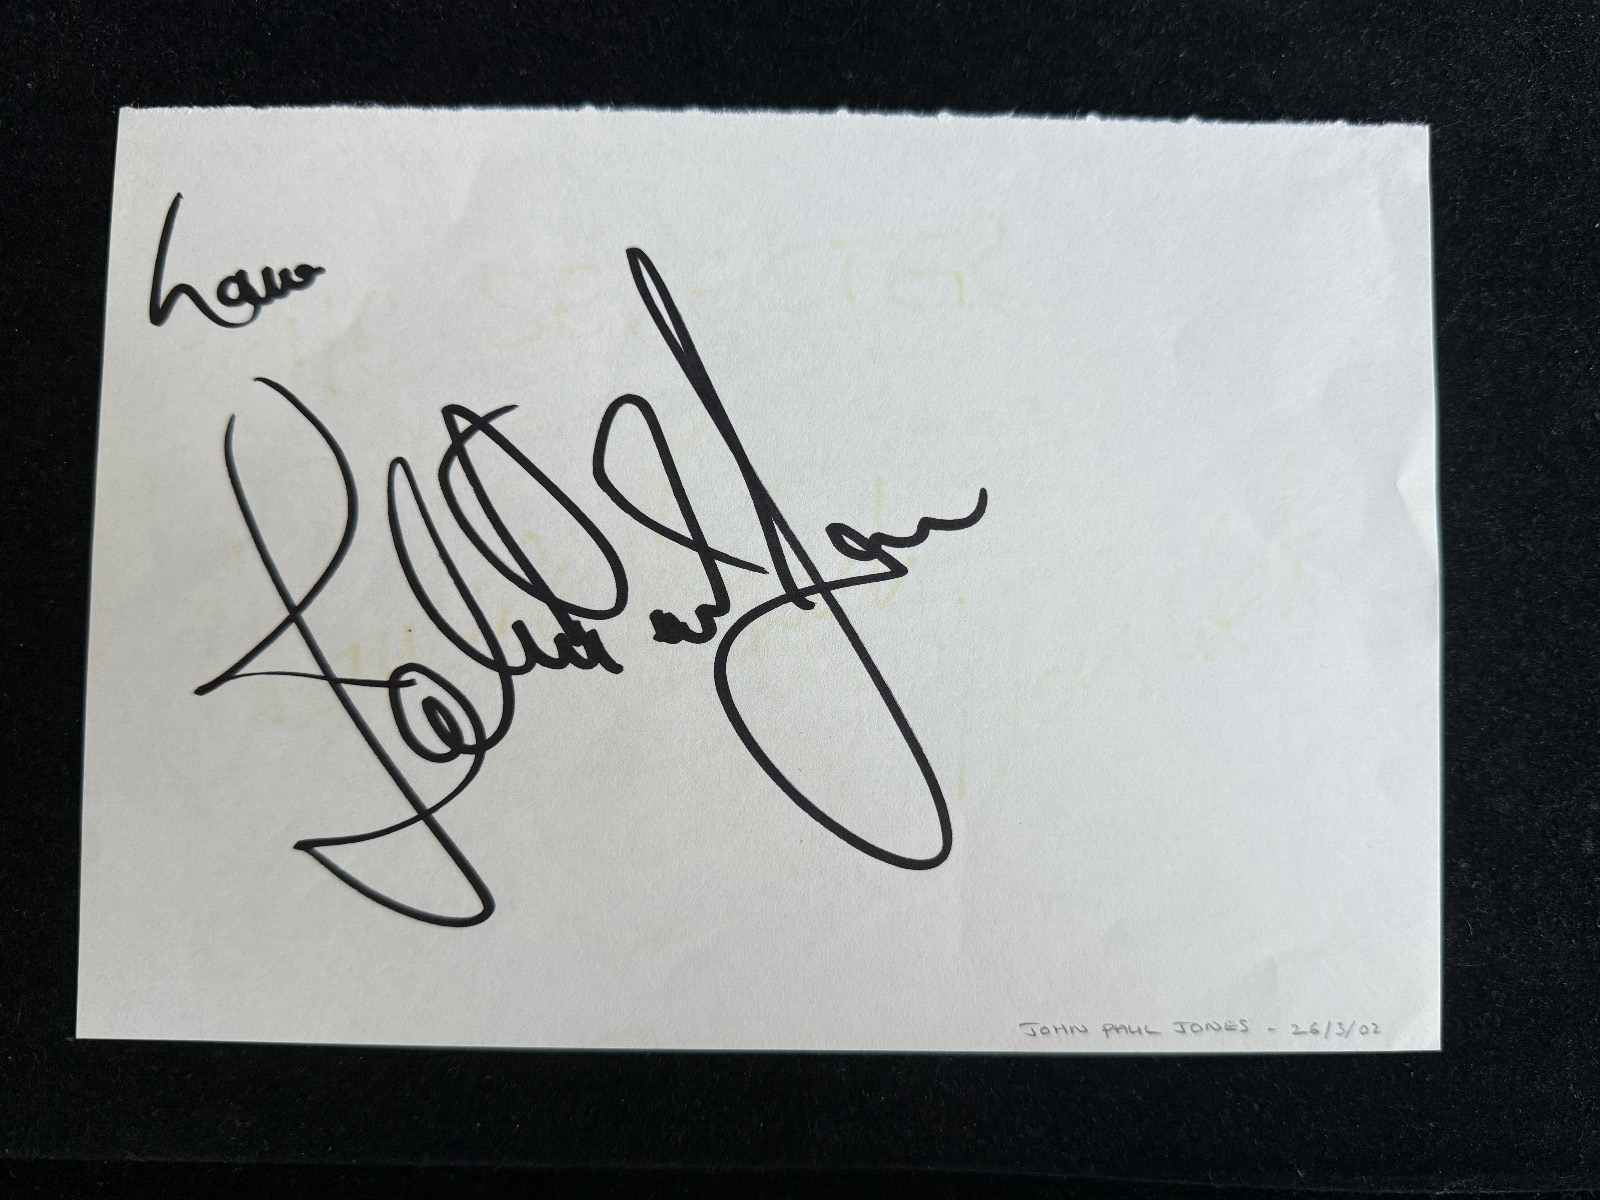 Love
John Paul Jones
JOHN PAUL JONES - 26/3/02